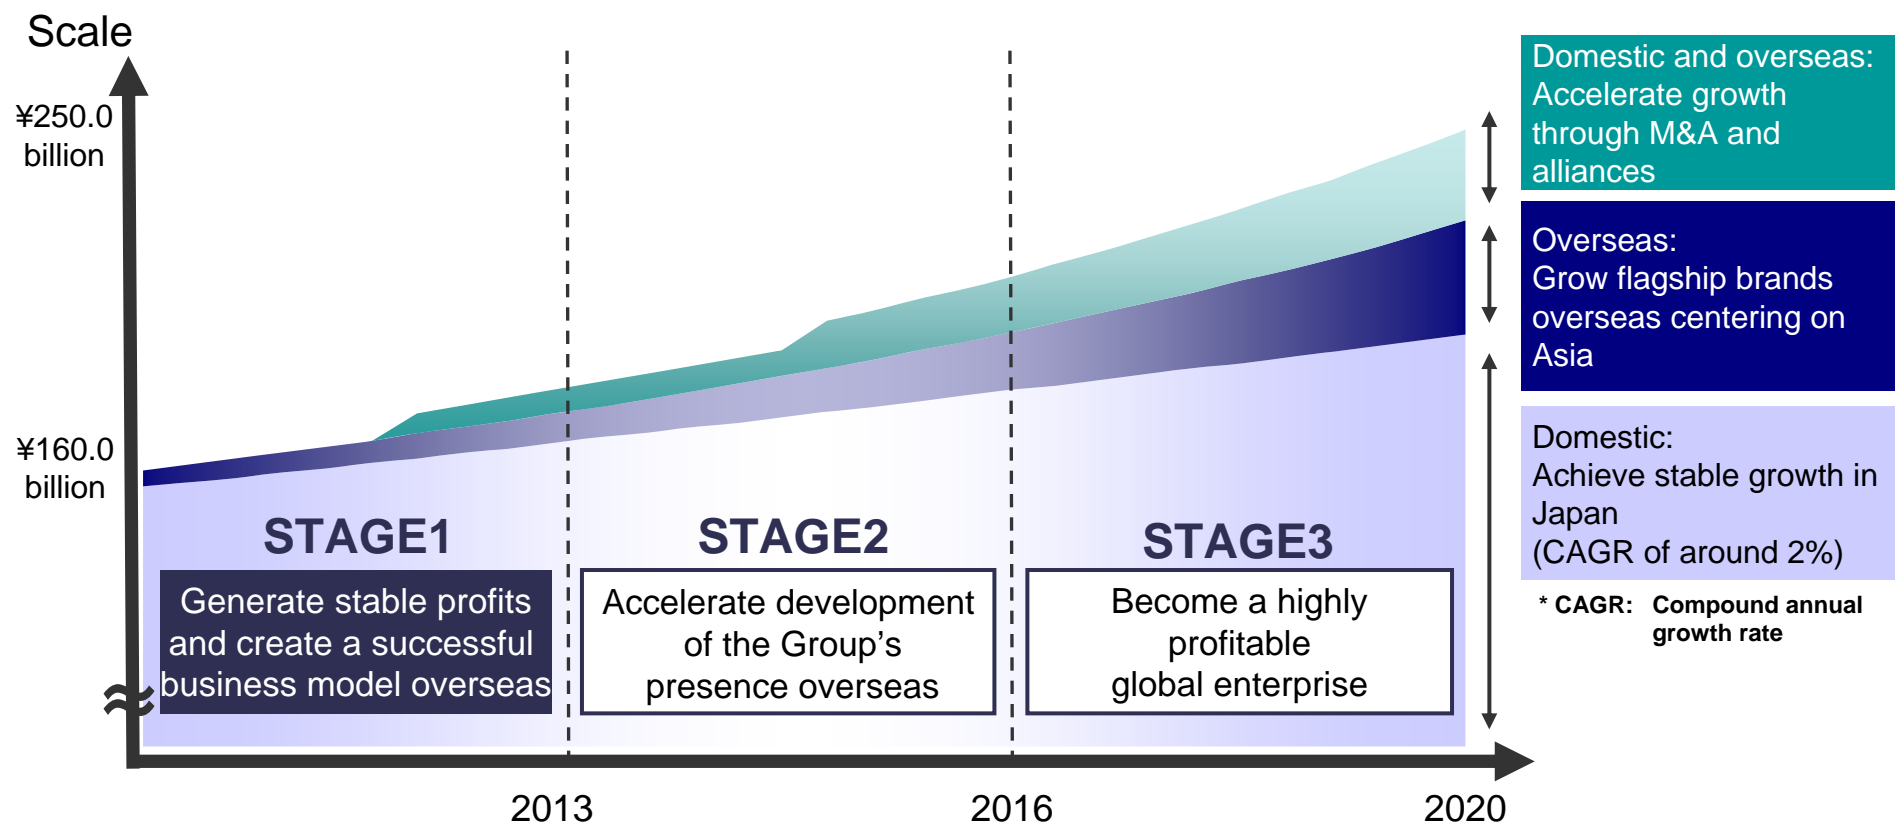 Scale
¥250.0
billion
¥160.0
billion
STAGE1
Generate stable profits
and create a successful
business model overseas
STAGE2
Accelerate development
of the Group’s
presence overseas
STAGE3
Become a highly
profitable
global enterprise
2013
2016
2020
Domestic and overseas:
Accelerate growth
through M&A and
alliances
Overseas:
Grow flagship brands
overseas centering on
Asia
Domestic:
Achieve stable growth in
Japan
(CAGR of around 2%)
* CAGR: Compound annual
growth rate